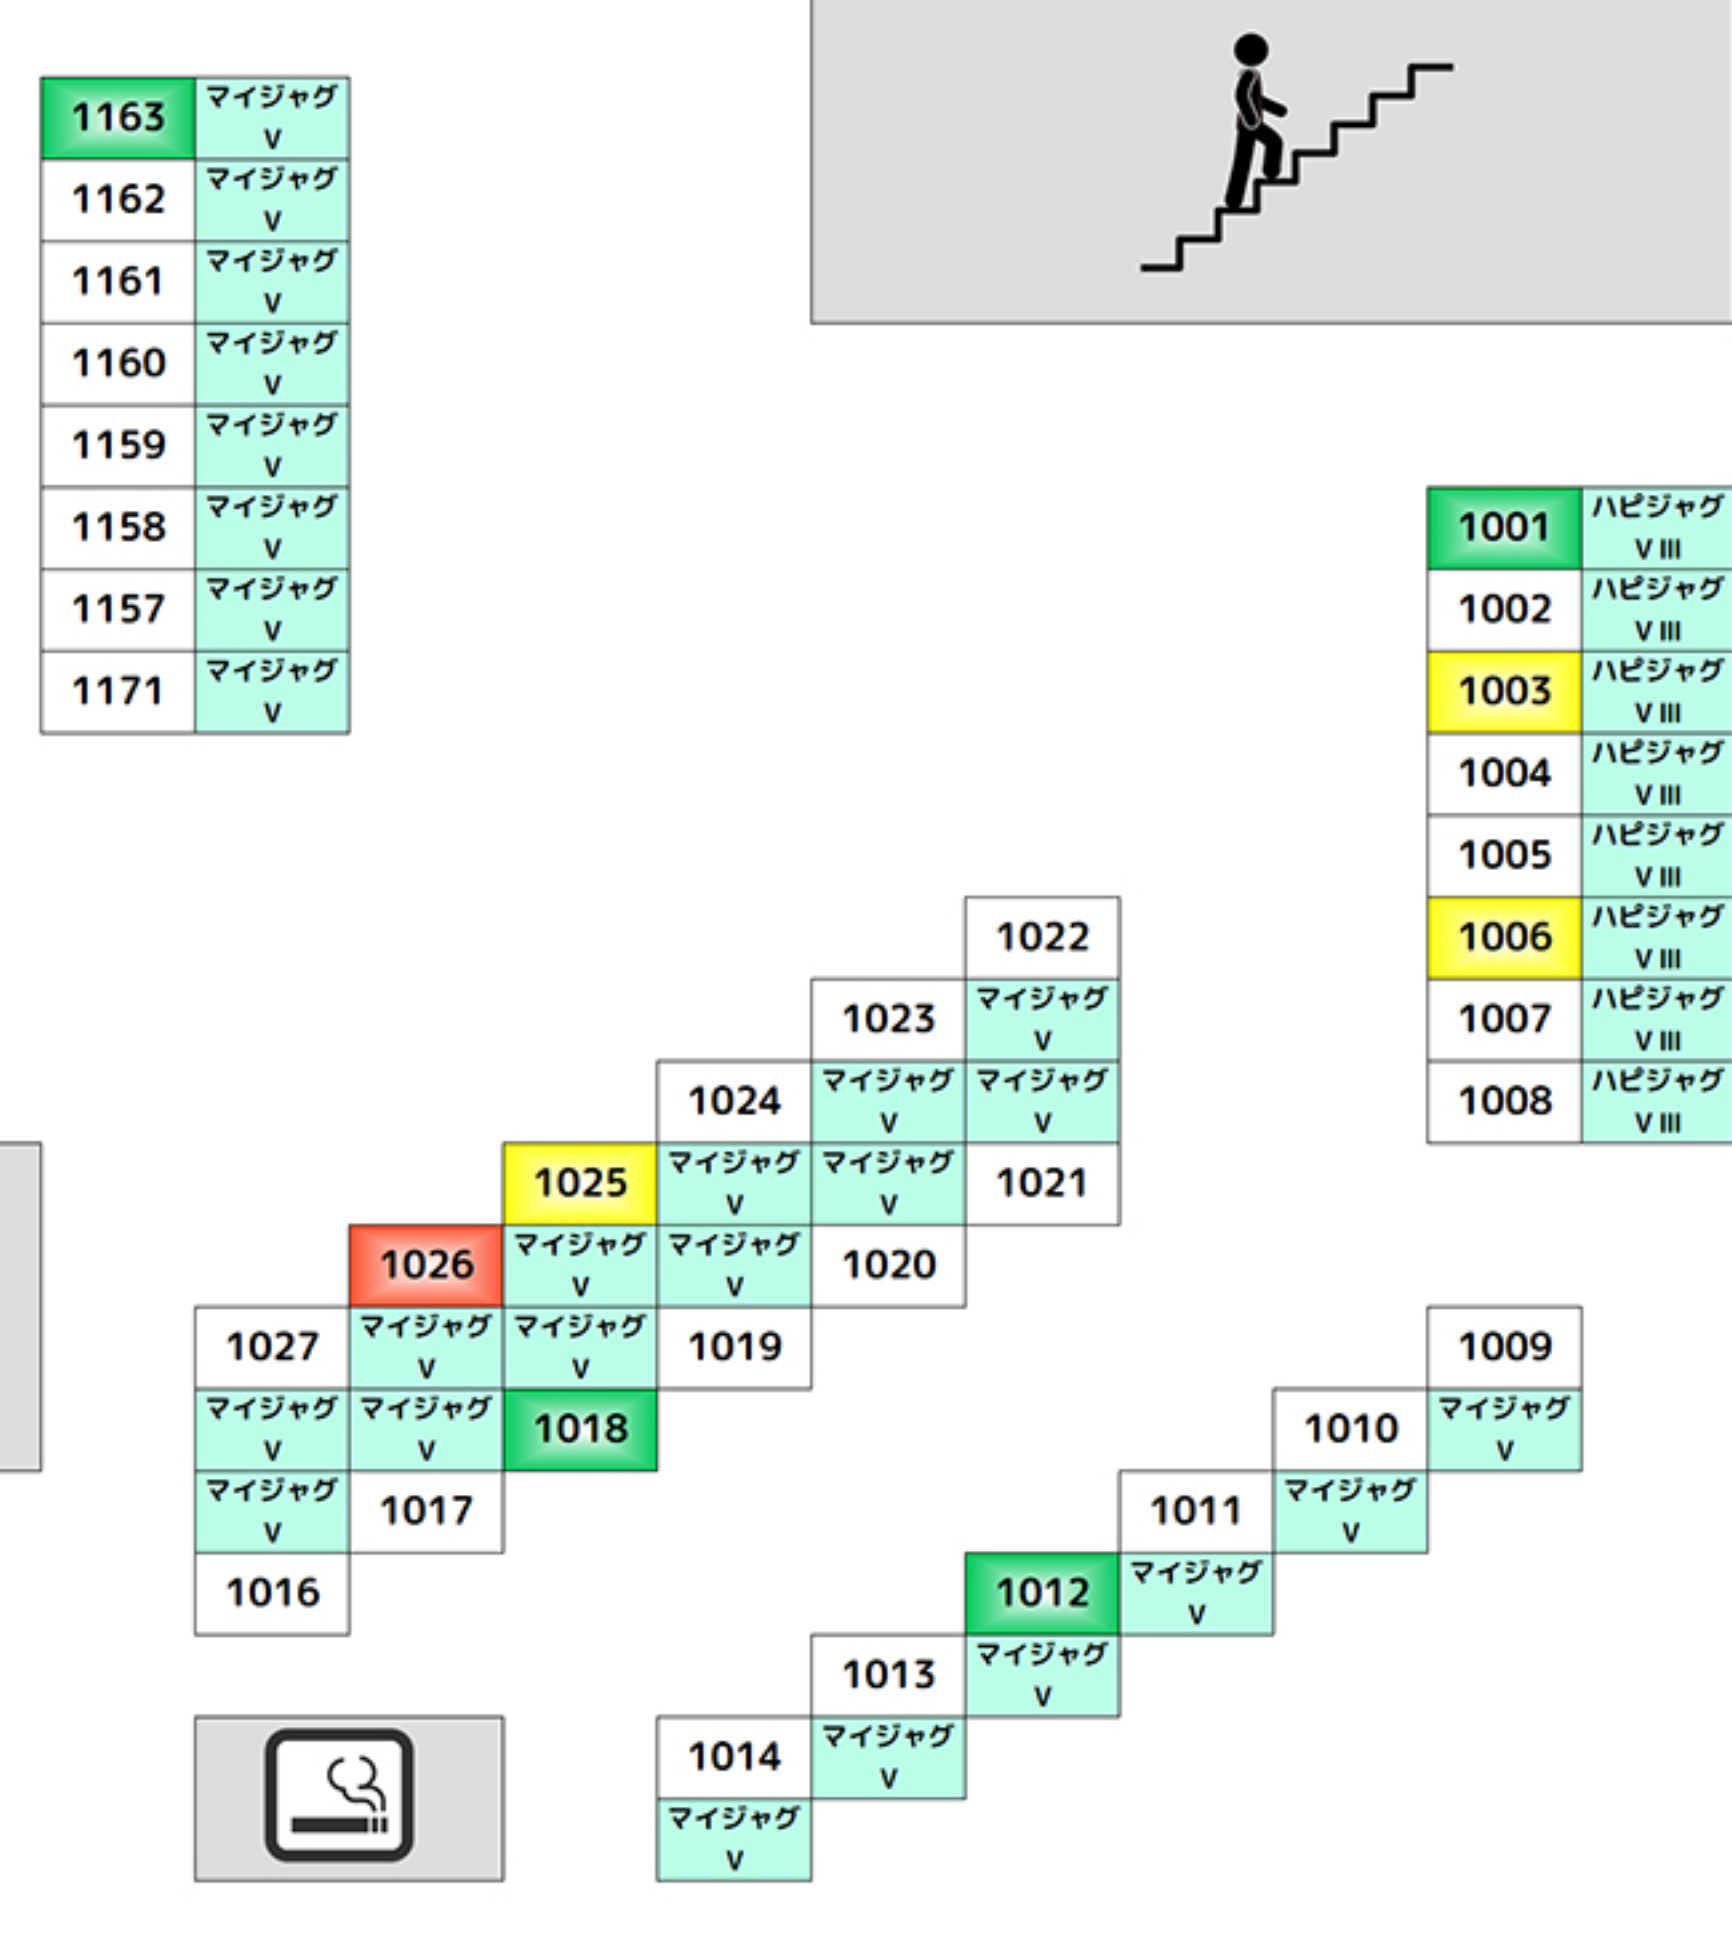 1163 マイジャグ
V
1162 マイジャグ
V
1161 マイジャグ
V
1160 マイジャグ
V
1159 マイジャグ
V
1158 マイジャグ
V
1157 マイジャグ
V
1171 マイジャグ
V
1001 ハピジャグ
V III
1002 ハピジャグ
V III
1003 ハピジャグ
V III
1004 ハピジャグ
V III
1005 ハピジャグ
V III
1006 ハピジャグ
V III
1007 ハピジャグ
V III
1008 ハピジャグ
V III
1022
1023 マイジャグ
V
1024 マイジャグ マイジャグ
V V
1025 マイジャグ マイジャグ 1021
V V
1026 マイジャグ マイジャグ 1020
V V
1027 マイジャグ マイジャグ 1019
V V
マイジャグ マイジャグ 1018
V V
マイジャグ 1017
V
1016
1009
1010 マイジャグ
V
1011 マイジャグ
V
1012 マイジャグ
V
1013 マイジャグ
V
1014 マイジャグ
V
マイジャグ
V